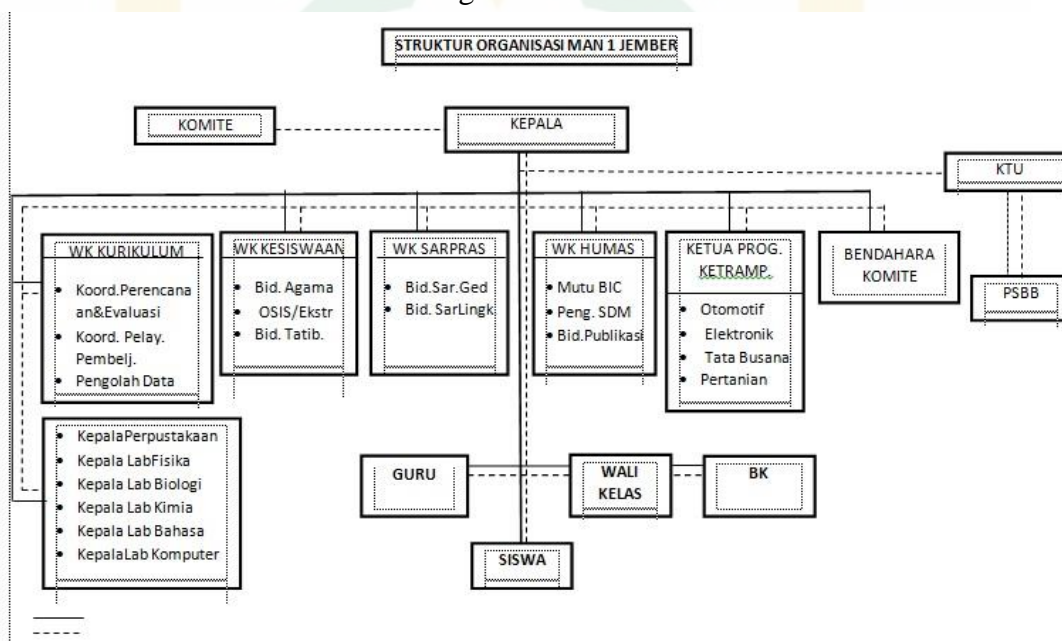 STRUKTUR ORGANISASI MAN 1 JEMBER
KOMITE
KEPALA
KTU
PSBB
WK KURIKULUM
• Koord.Perencana
an&Evaluasi
• Koord. Pelay.
Pembelj.
• Pengolah Data
WK KESISWAAN
• Bid. Agama
• OSIS/Ekstr
• Bid. Tatib.
WK SARPRAS
• Bid.Sar.Ged
• Bid. SarLingk
WK HUMAS
• Mutu BIC
• Peng. SDM
• Bid.Publikasi
KETUA PROG.
KETRAMP.
• Otomotif
• Elektronik
• Tata Busana
• Pertanian
BENDAHARA
KOMITE
• KepalaPerpustakaan
• Kepala LabFisika
• Kepala Lab Biologi
• Kepala Lab Kimia
• Kepala Lab Bahasa
• KepalaLab Komputer
GURU
WALI
KELAS
BK
SISWA